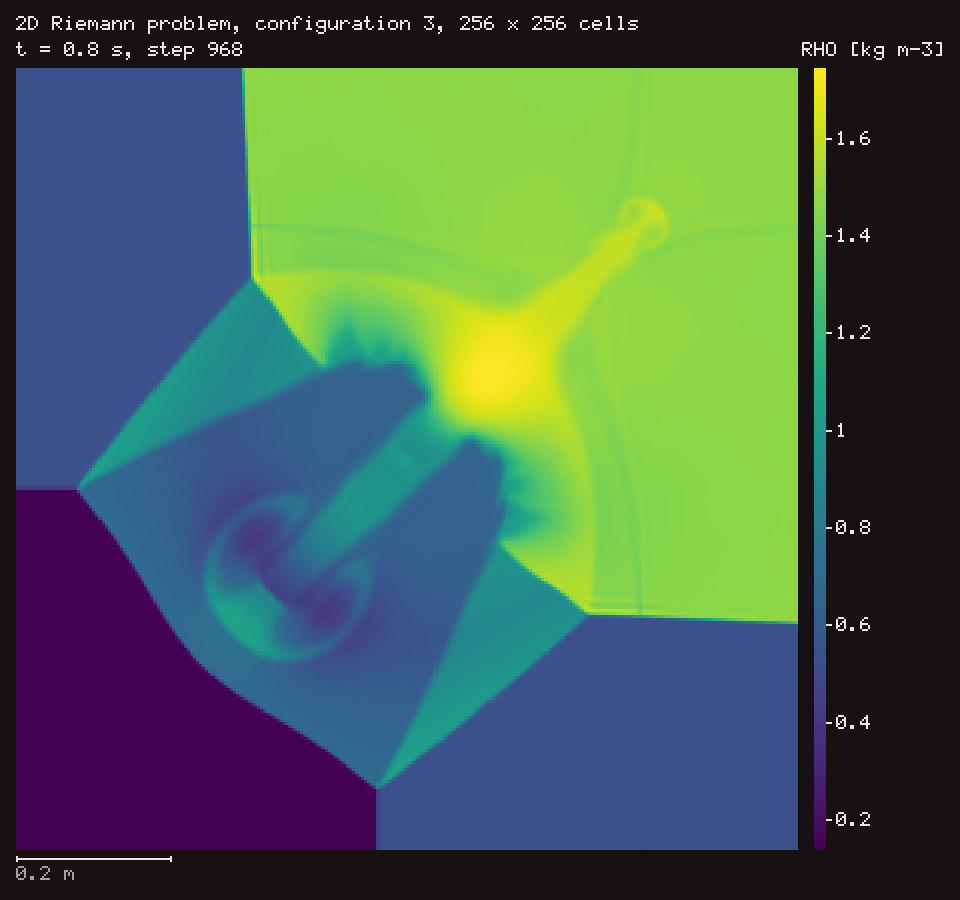 2D Riemann problem, configuration 3, 256 x 256 cells
t = 0.8 s, step 968
RHO [kg m-3]
1.6
1.4
1.2
1
0.8
0.6
0.4
0.2
0.2 m